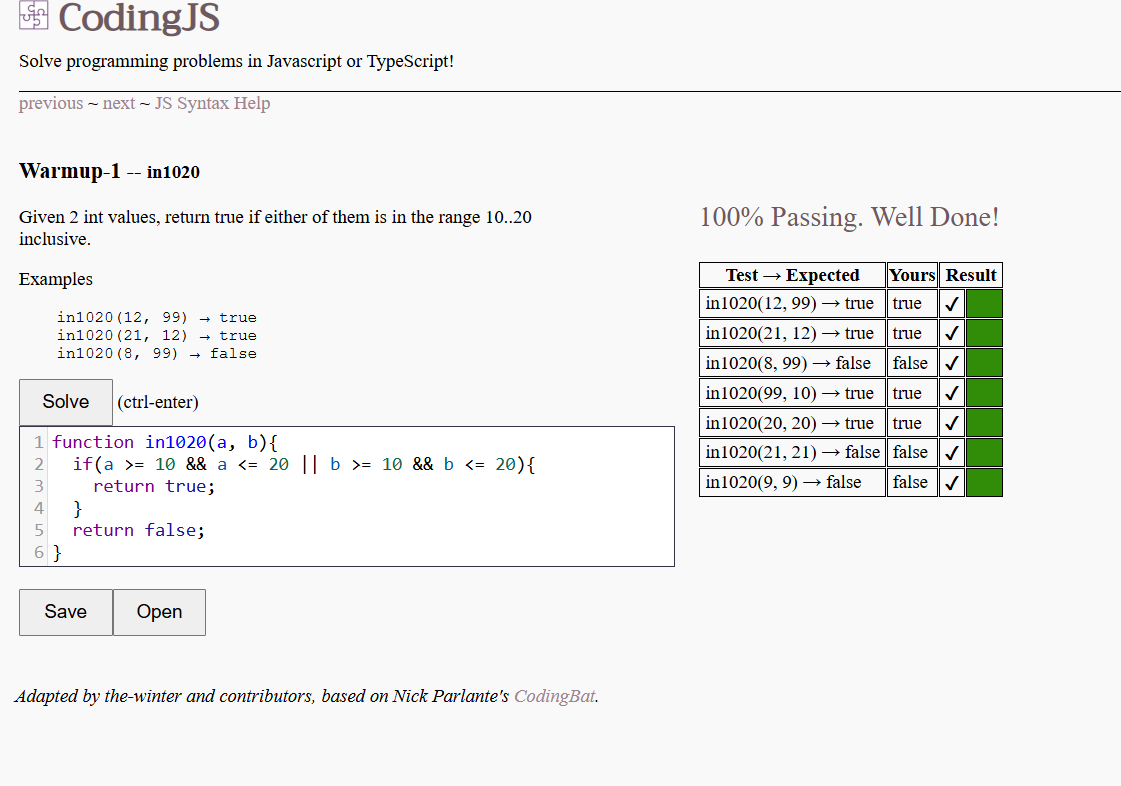 CodingJS
Solve programming problems in Javascript or TypeScript!
previous ~ next ~ JS Syntax Help
Warmup-1 -- in1020
Given 2 int values, return true if either of them is in the range 10..20
inclusive.
Examples
in1020(12, 99) → true
in1020(21, 12) → true
in1020(8, 99) → false
Solve (ctrl-enter)
1 function in1020(a, b){
2   if(a >= 10 && a <= 20 || b >= 10 && b <= 20){
3     return true;
4   }
5   return false;
6 }
Save Open
100% Passing. Well Done!
Test → Expected Yours Result
in1020(12, 99) → true true ✓
in1020(21, 12) → true true ✓
in1020(8, 99) → false false ✓
in1020(99, 10) → true true ✓
in1020(20, 20) → true true ✓
in1020(21, 21) → false false ✓
in1020(9, 9) → false false ✓
Adapted by the-winter and contributors, based on Nick Parlante's CodingBat.